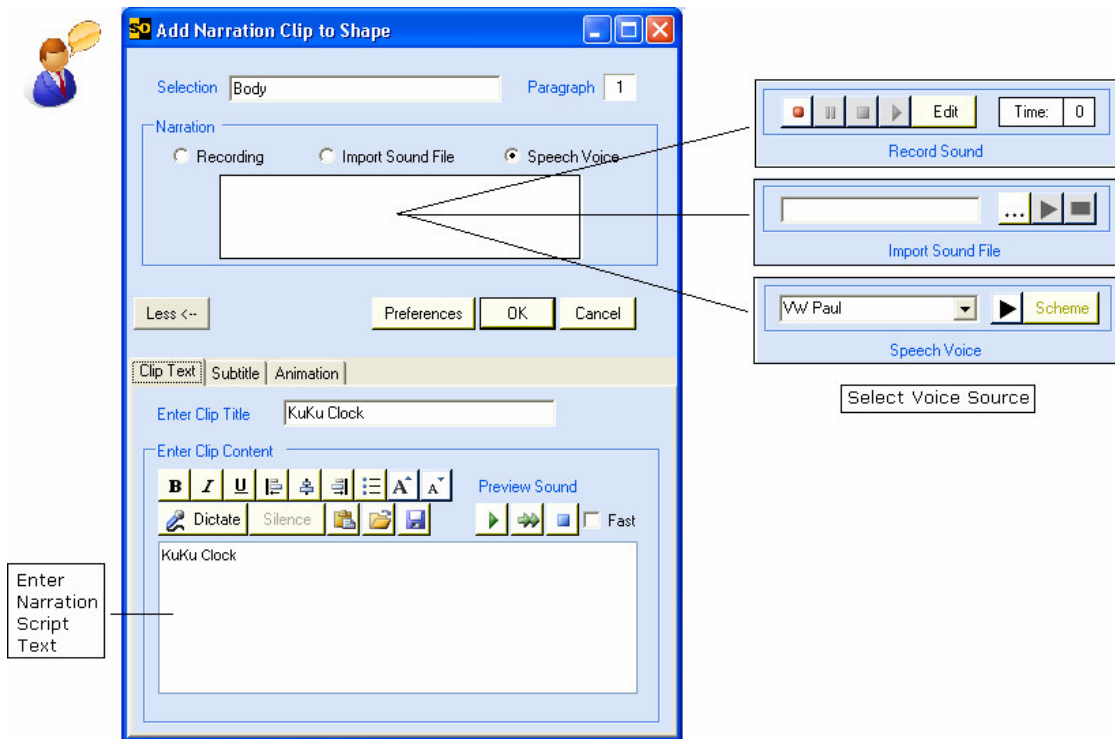 SO Add Narration Clip to Shape
Selection Body Paragraph 1
Narration
Recording Import Sound File Speech Voice
Less <-- Preferences OK Cancel
Clip Text Subtitle Animation
Enter Clip Title KuKu Clock
Enter Clip Content
B I U A A Preview Sound
Dictate Silence Fast
KuKu Clock
Enter
Narration
Script
Text
Edit Time: 0
Record Sound
...
Import Sound File
VW Paul Scheme
Speech Voice
Select Voice Source